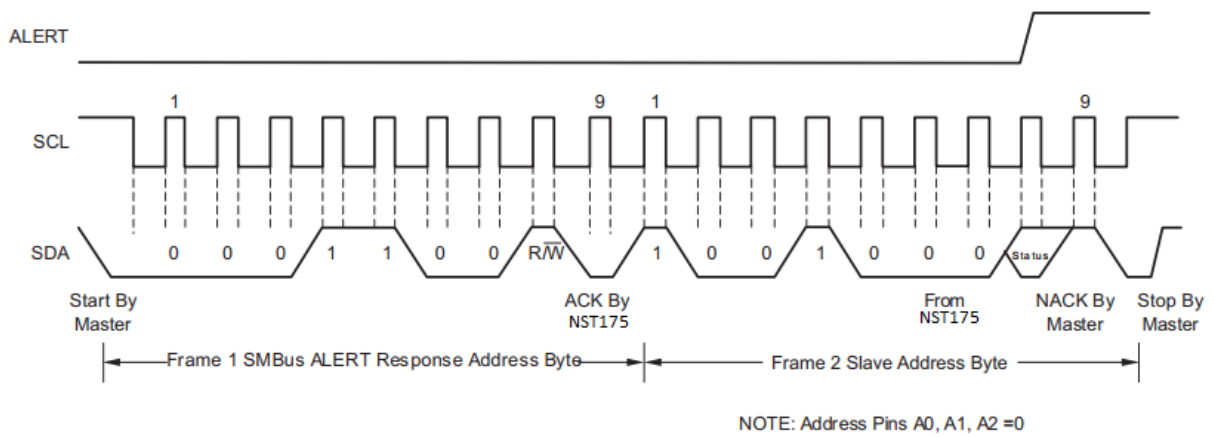 ALERT
1 9 1 9
SCL
SDA 0 0 0 1 1 0 0 R/W̅ 1 0 0 1 0 0 0 Status
Start By ACK By From NACK By Stop By
Master NST175 NST175 Master Master
Frame 1 SMBus ALERT Response Address Byte Frame 2 Slave Address Byte
NOTE: Address Pins A0, A1, A2 =0